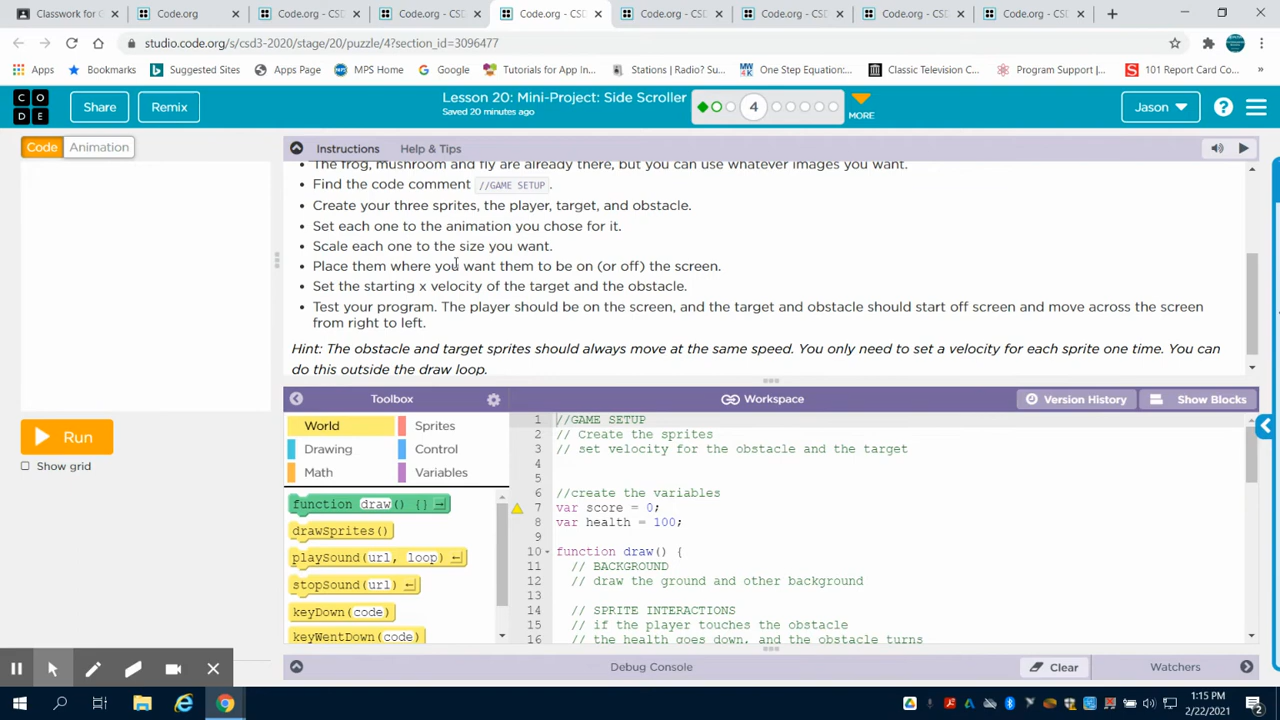 Classwork for C
Code.org
Code.org - CSD
Code.org - CSD
Code.org - CSD
Code.org - CSD
Code.org - CSD
Code.org - CSD
Code.org - CSD
studio.code.org/s/csd3-2020/stage/20/puzzle/4?section_id=3096477
Apps
Bookmarks
Suggested Sites
Apps Page
MPS Home
Google
Tutorials for App In...
Stations | Radio? Su...
One Step Equation:...
Classic Television C...
Program Support |...
101 Report Card Co...
CODE
Share
Remix
Lesson 20: Mini-Project: Side Scroller
Saved 20 minutes ago
4
MORE
Jason
?
Code
Animation
Instructions
Help & Tips
• The frog, mushroom and fly are already there, but you can use whatever images you want.
• Find the code comment //GAME SETUP.
• Create your three sprites, the player, target, and obstacle.
• Set each one to the animation you chose for it.
• Scale each one to the size you want.
• Place them where you want them to be on (or off) the screen.
• Set the starting x velocity of the target and the obstacle.
• Test your program. The player should be on the screen, and the target and obstacle should start off screen and move across the screen
from right to left.
Hint: The obstacle and target sprites should always move at the same speed. You only need to set a velocity for each sprite one time. You can
do this outside the draw loop.
Run
Show grid
Toolbox
World
Sprites
Drawing
Control
Math
Variables
function draw() {}
drawSprites()
playSound(url, loop)
stopSound(url)
keyDown(code)
keyWentDown(code)
Workspace
Version History
Show Blocks
1 //GAME SETUP
2 // Create the sprites
3 // set velocity for the obstacle and the target
4
5
6 //create the variables
7 var score = 0;
8 var health = 100;
9
10 function draw() {
11 // BACKGROUND
12 // draw the ground and other background
13
14 // SPRITE INTERACTIONS
15 // if the player touches the obstacle
16 // the health goes down, and the obstacle turns
Debug Console
Clear
Watchers
1:15 PM
2/22/2021
2